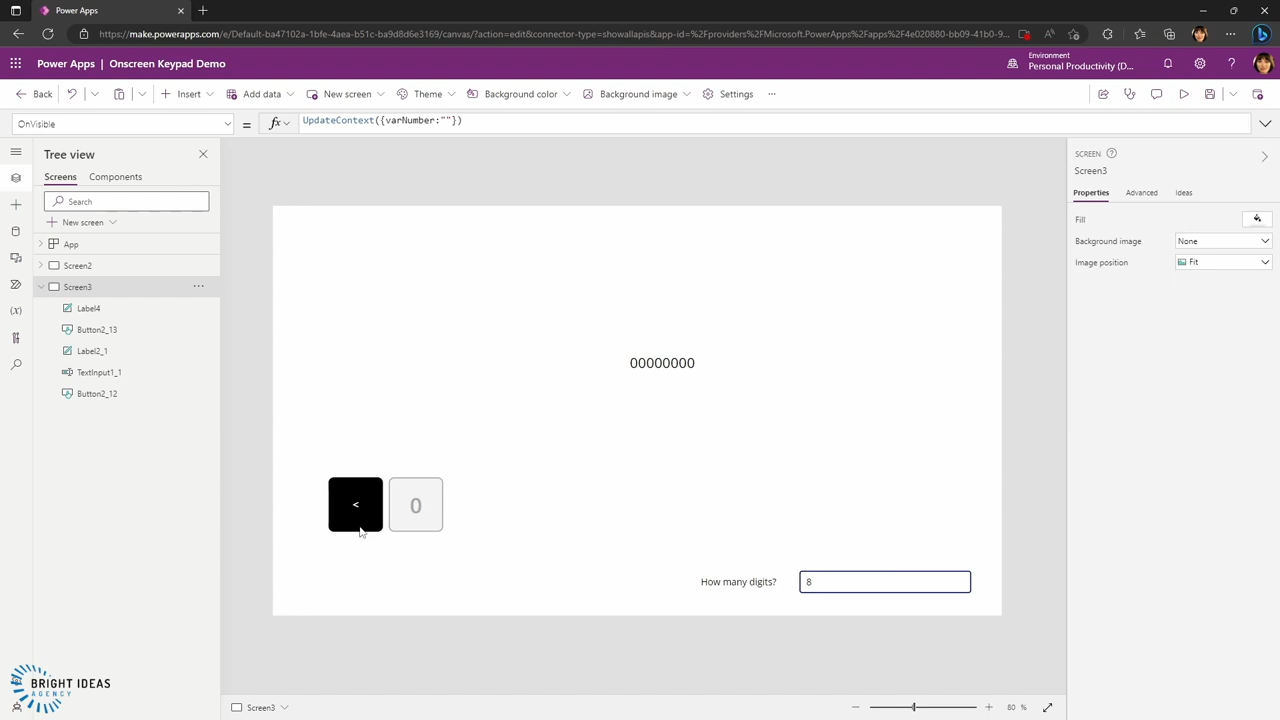 Power Apps
https://make.powerapps.com/e/Default-ba47102a-1bfe-4aea-b51c-ba9d8d6e3169/canvas/?action=edit&connector-type=showallapis&app-id=%2Fproviders%2FMicrosoft.PowerApps%2Fapps%2F4e020880-bb09-41b0-9...
Power Apps | Onscreen Keypad Demo
Environment
Personal Productivity (D...
Back
Insert
Add data
New screen
Theme
Background color
Background image
Settings
OnVisible
= fx
UpdateContext({varNumber:""})
Tree view
Screens
Components
Search
New screen
App
Screen2
Screen3
Label4
Button2_13
Label2_1
TextInput1_1
Button2_12
00000000
<
0
How many digits?
8
SCREEN
Screen3
Properties
Advanced
Ideas
Fill
Background image
None
Image position
Fit
BRIGHT IDEAS
AGENCY
Screen3
80 %